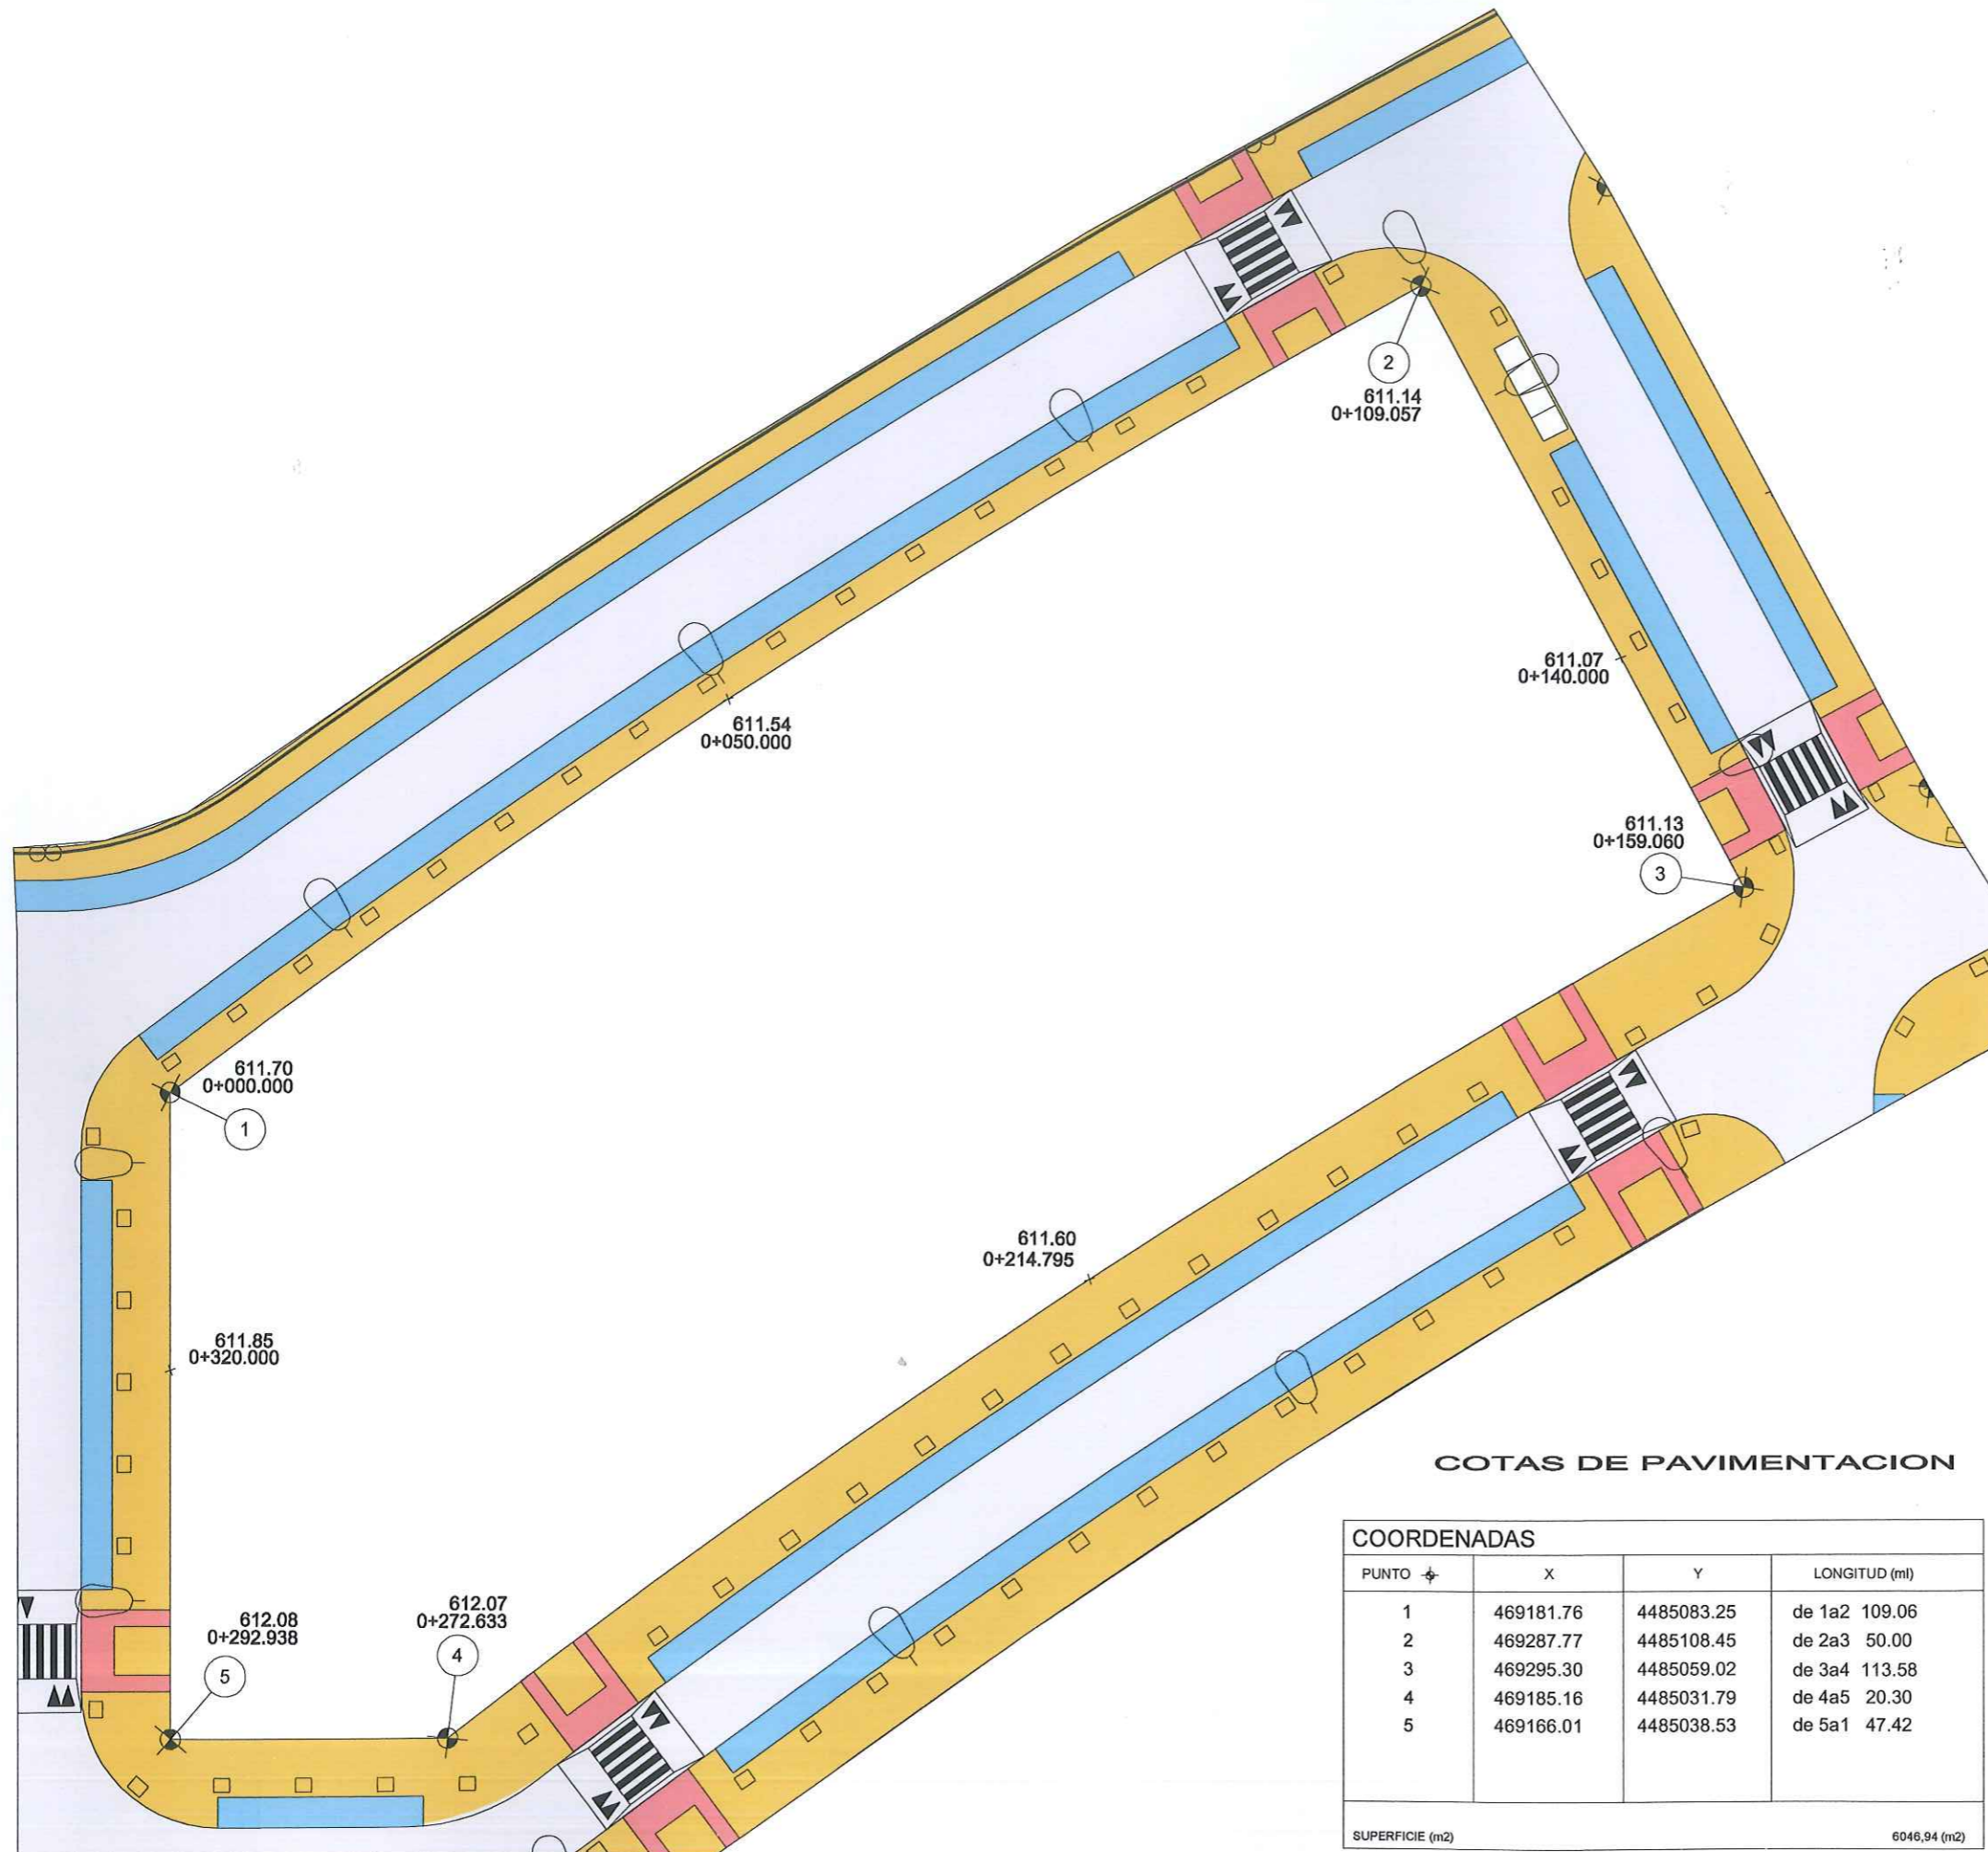 2
611.14
0+109.057
611.07
0+140.000
611.54
0+050.000
611.13
0+159.060
3
611.70
0+000.000
1
611.60
0+214.795
611.85
0+320.000
612.07
0+272.633
4
612.08
0+292.938
5
COTAS DE PAVIMENTACION
COORDENADAS
PUNTO X Y LONGITUD (ml)
1 469181.76 4485083.25 de 1a2 109.06
2 469287.77 4485108.45 de 2a3 50.00
3 469295.30 4485059.02 de 3a4 113.58
4 469185.16 4485031.79 de 4a5 20.30
5 469166.01 4485038.53 de 5a1 47.42
SUPERFICIE (m2) 6046,94 (m2)